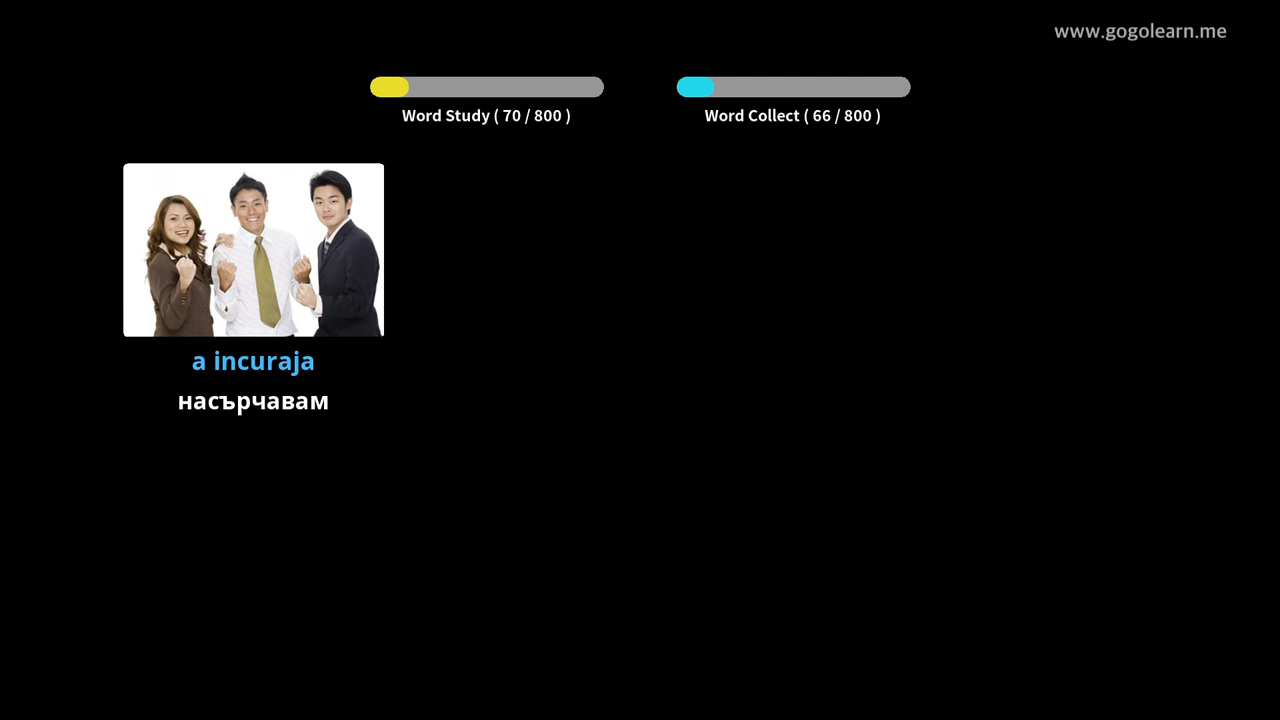 www.gogolearn.me
Word Study ( 70 / 800 )
Word Collect ( 66 / 800 )
a incuraja
насърчавам